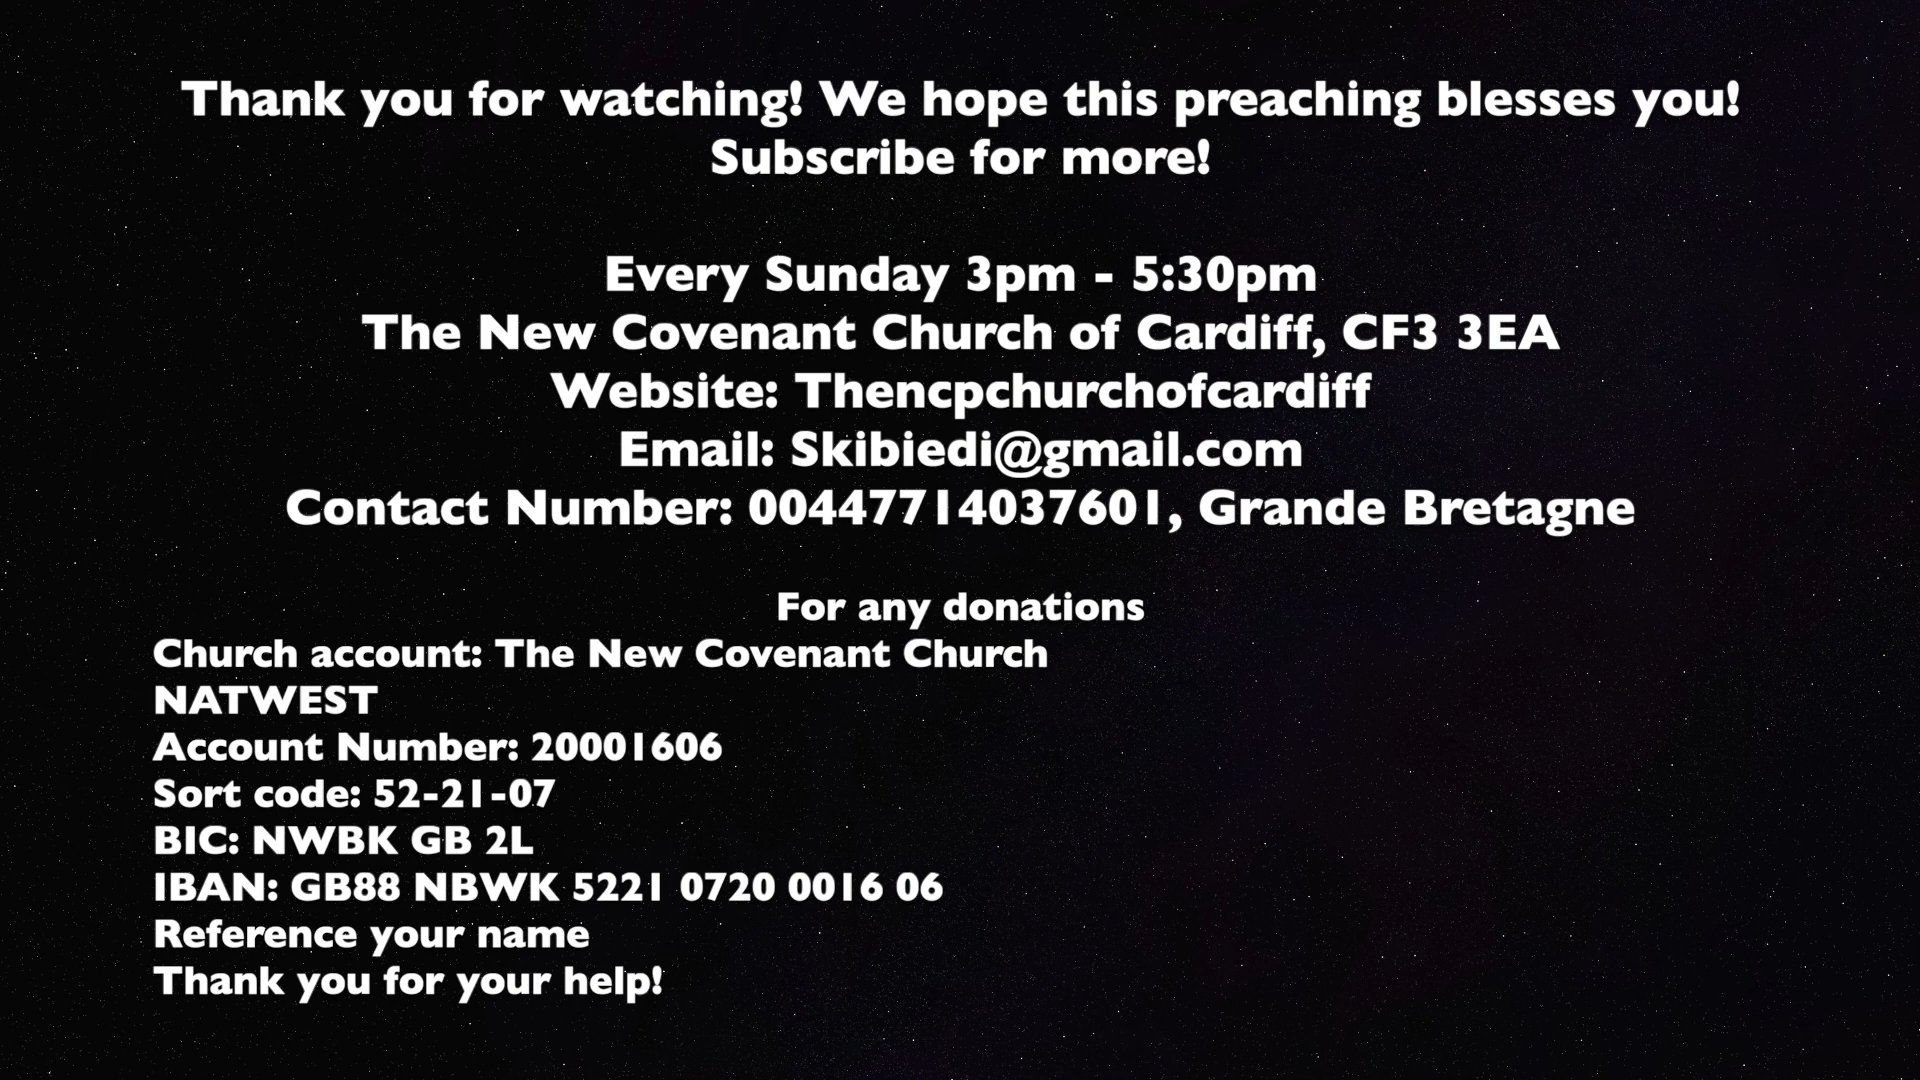 Thank you for watching! We hope this preaching blesses you!
Subscribe for more!
Every Sunday 3pm - 5:30pm
The New Covenant Church of Cardiff, CF3 3EA
Website: Thencpchurchofcardiff
Email: Skibiedi@gmail.com
Contact Number: 00447714037601, Grande Bretagne
For any donations
Church account: The New Covenant Church
NATWEST
Account Number: 20001606
Sort code: 52-21-07
BIC: NWBK GB 2L
IBAN: GB88 NBWK 5221 0720 0016 06
Reference your name
Thank you for your help!